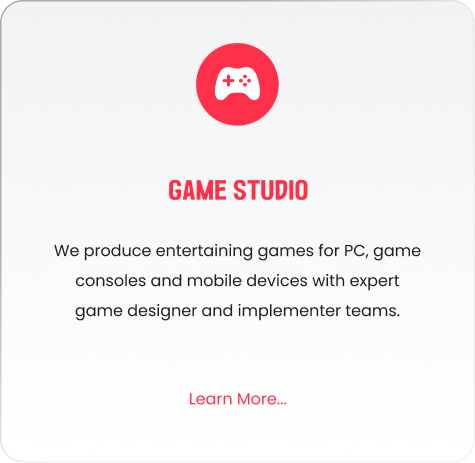 GAME STUDIO
We produce entertaining games for PC, game
consoles and mobile devices with expert
game designer and implementer teams.
Learn More...